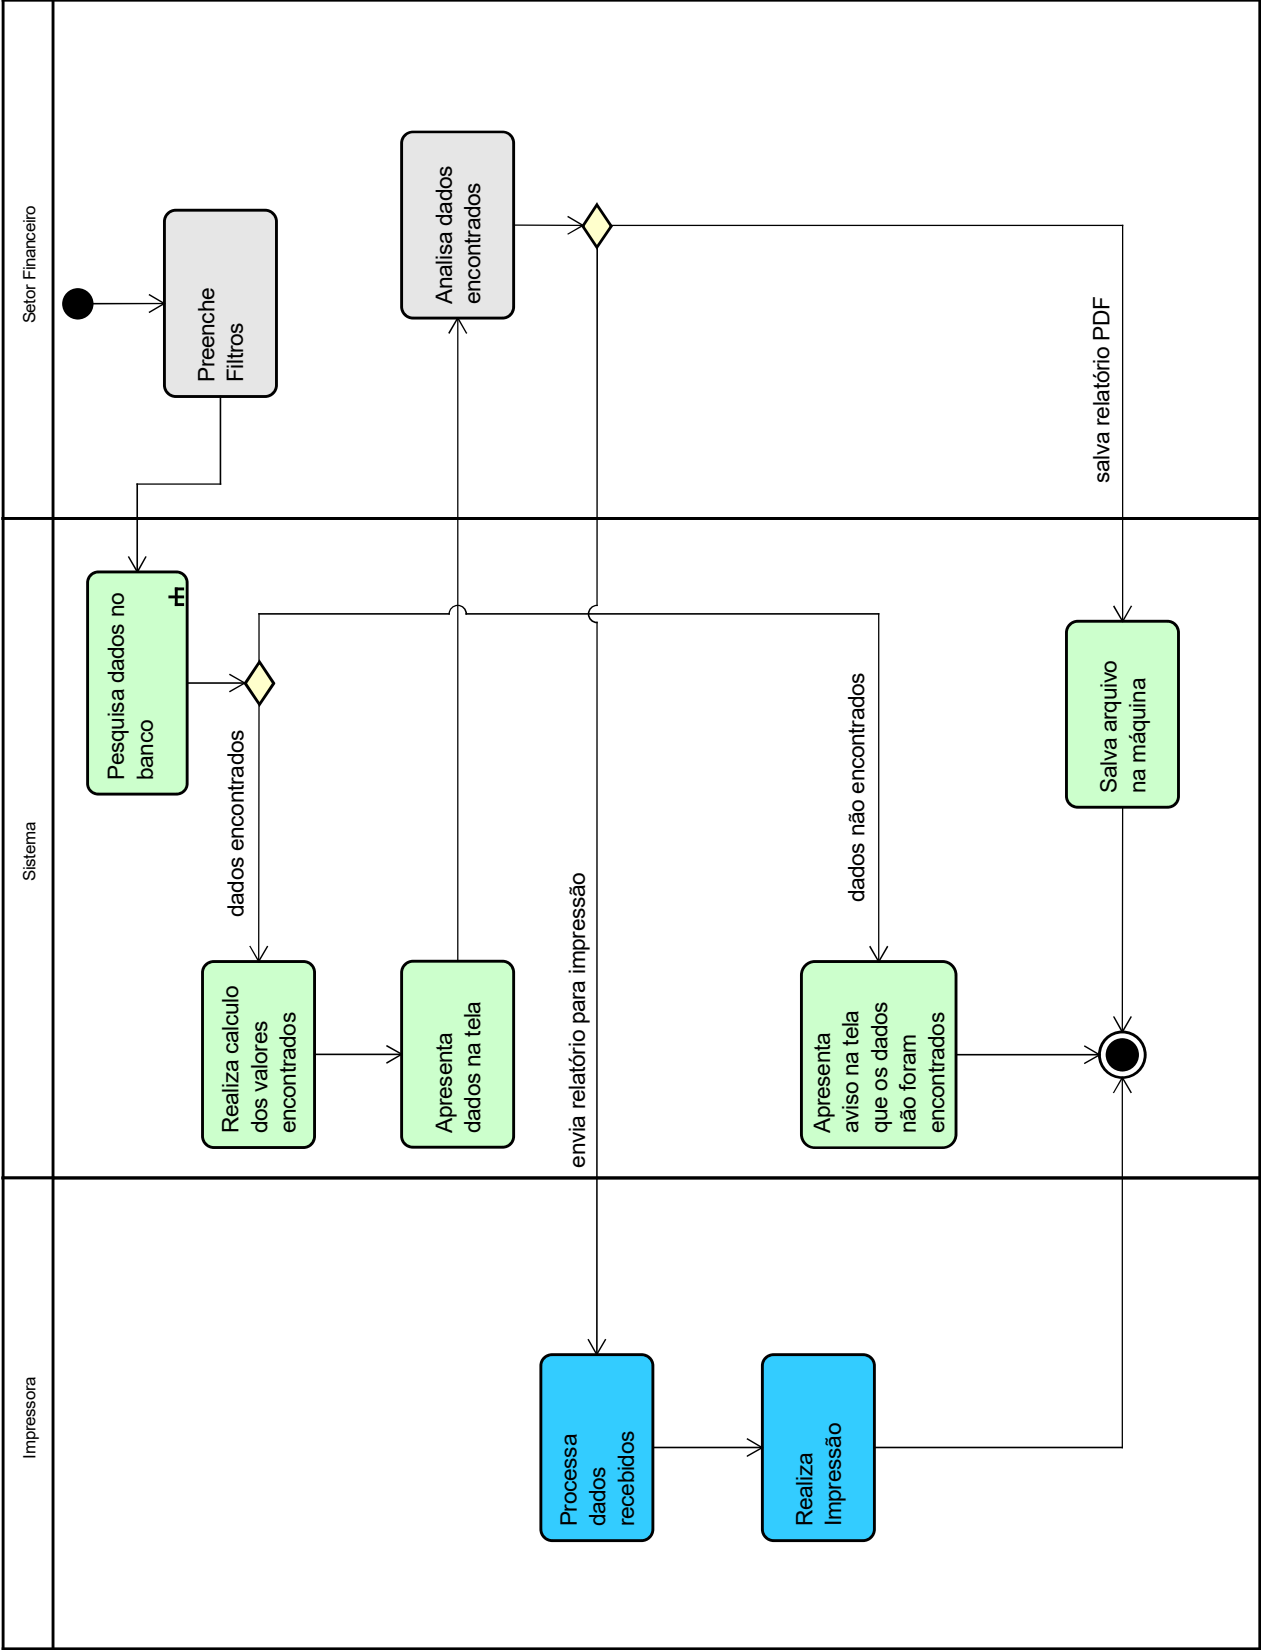 Setor Financeiro
Preenche
Filtros
Analisa dados
encontrados
salva relatório PDF
Sistema
Pesquisa dados no
banco
dados encontrados
Realiza calculo
dos valores
encontrados
Apresenta
dados na tela
envia relatório para impressão
dados não encontrados
Apresenta
aviso na tela
que os dados
não foram
encontrados
Salva arquivo
na máquina
Impressora
Processa
dados
recebidos
Realiza
Impressão